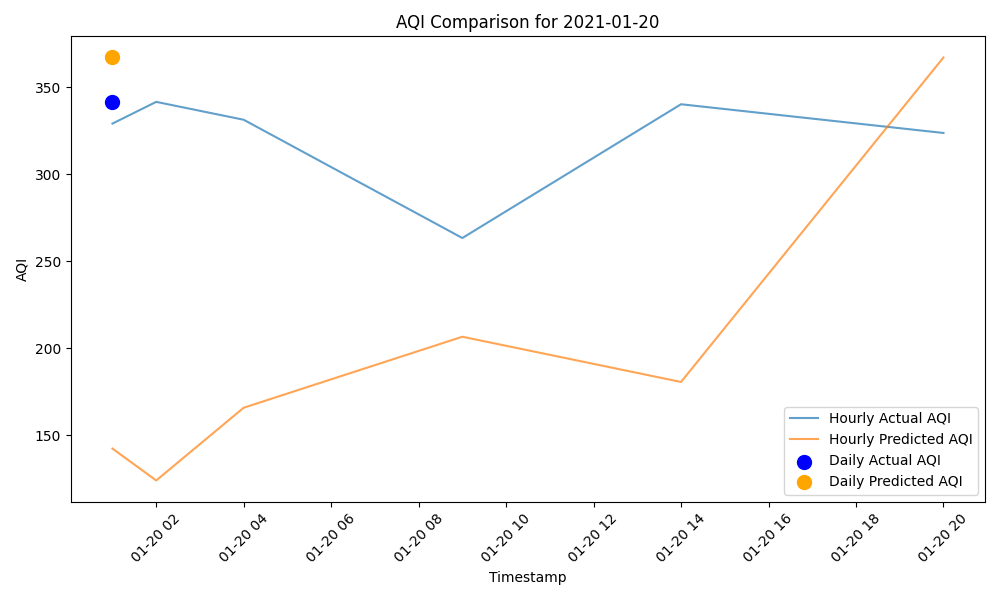 AQI Comparison for 2021-01-20
AQI
350
300
250
200
150
01-20 02
01-20 04
01-20 06
01-20 08
01-20 10
01-20 12
01-20 14
01-20 16
01-20 18
01-20 20
Timestamp
Hourly Actual AQI
Hourly Predicted AQI
Daily Actual AQI
Daily Predicted AQI